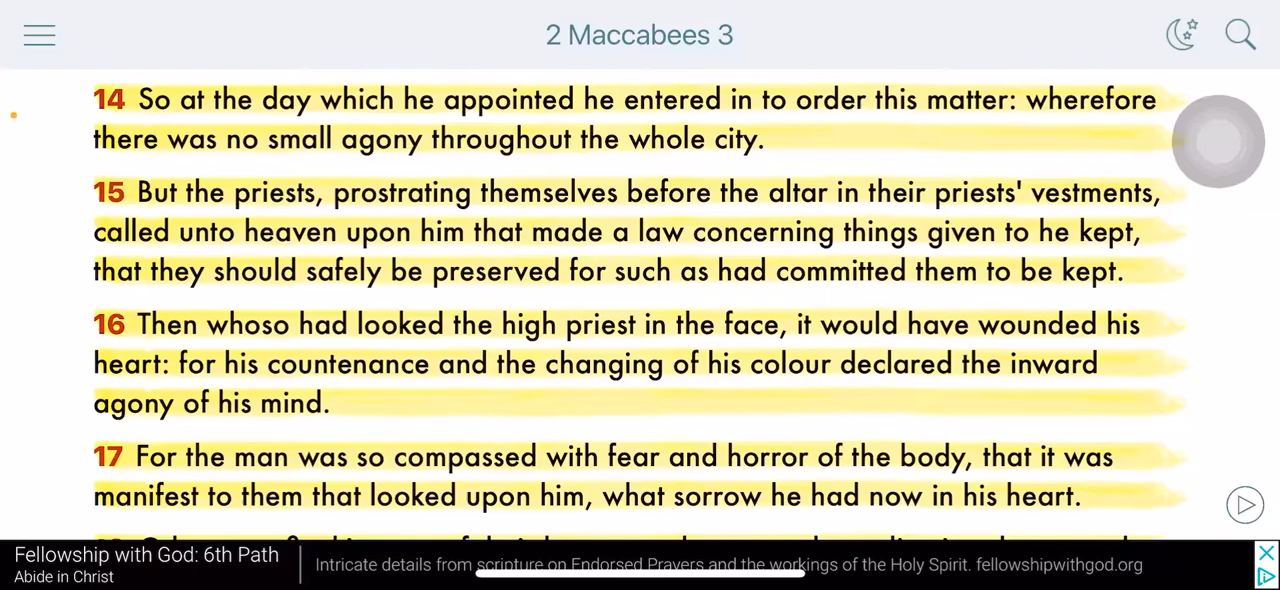 2 Maccabees 3
14 So at the day which he appointed he entered in to order this matter: wherefore
there was no small agony throughout the whole city.
15 But the priests, prostrating themselves before the altar in their priests' vestments,
called unto heaven upon him that made a law concerning things given to he kept,
that they should safely be preserved for such as had committed them to be kept.
16 Then whoso had looked the high priest in the face, it would have wounded his
heart: for his countenance and the changing of his colour declared the inward
agony of his mind.
17 For the man was so compassed with fear and horror of the body, that it was
manifest to them that looked upon him, what sorrow he had now in his heart.
Fellowship with God: 6th Path
Abide in Christ
Intricate details from scripture on Endorsed Prayers and the workings of the Holy Spirit. fellowshipwithgod.org